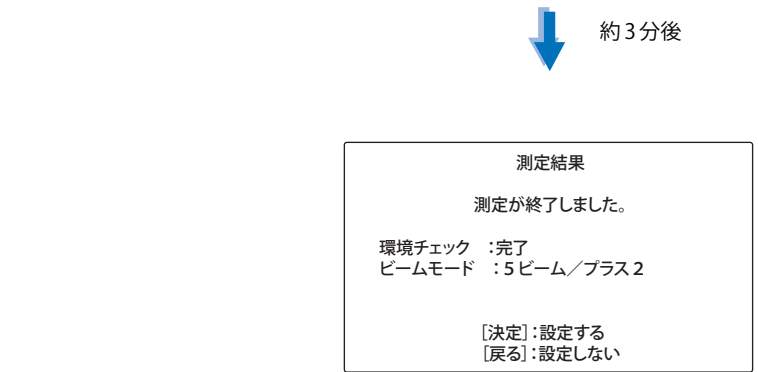 約3分後
測定結果
測定が終了しました。
環境チェック ：完了
ビームモード ：5ビーム／プラス2
［決定］：設定する
［戻る］：設定しない